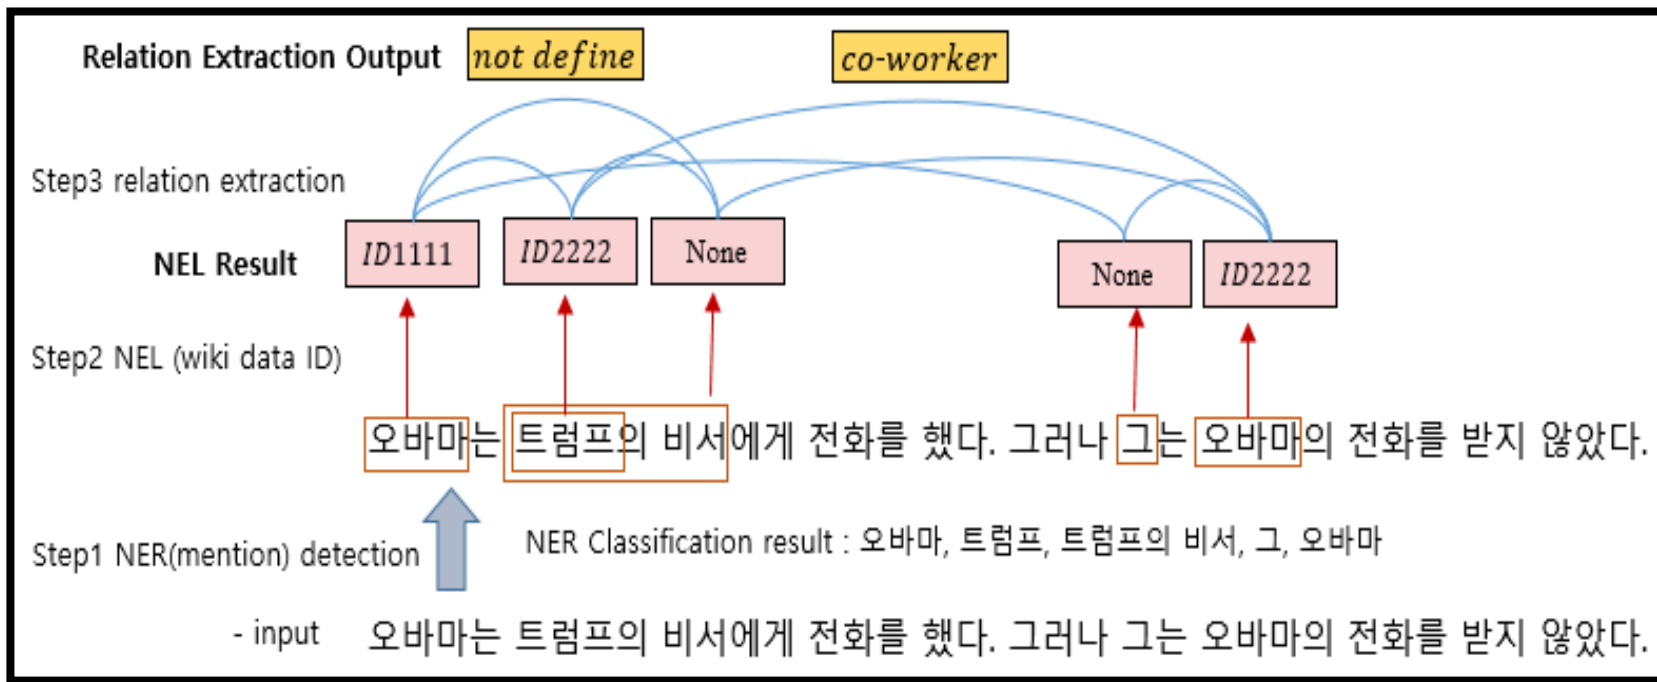 Relation Extraction Output not define co-worker
Step3 relation extraction
NEL Result ID1111 ID2222 None None ID2222
Step2 NEL (wiki data ID)
오바마는 트럼프의 비서에게 전화를 했다. 그러나 그는 오바마의 전화를 받지 않았다.
Step1 NER(mention) detection NER Classification result : 오바마, 트럼프, 트럼프의 비서, 그, 오바마
- input 오바마는 트럼프의 비서에게 전화를 했다. 그러나 그는 오바마의 전화를 받지 않았다.